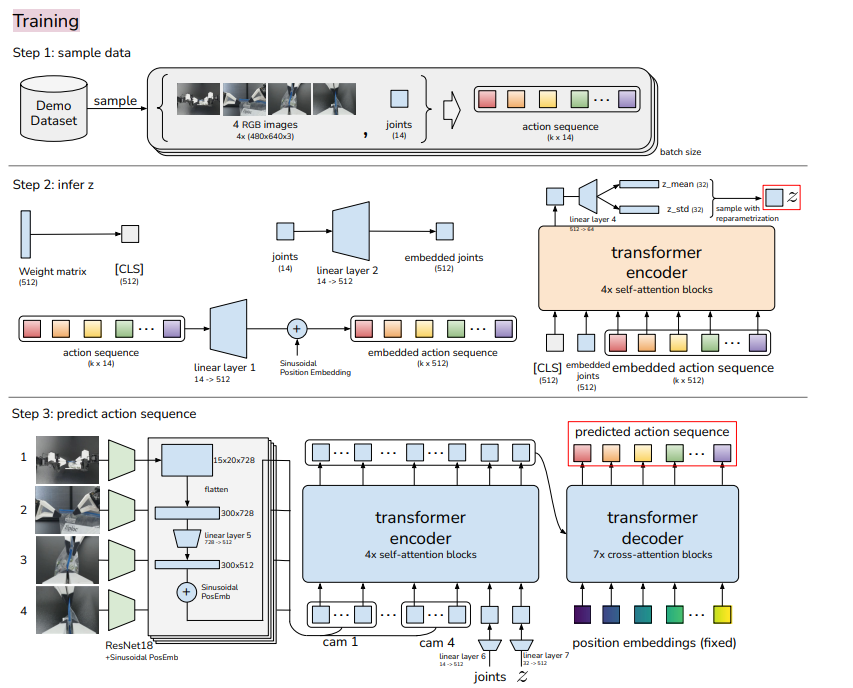 Training
Step 1: sample data
Demo
Dataset
sample
4 RGB images
4x (480x640x3)
,
joints
(14)
...
action sequence
(k x 14)
batch size
Step 2: infer z
Weight matrix
(512)
[CLS]
(512)
joints
(14)
linear layer 2
14 -> 512
embedded joints
(512)
...
action sequence
(k x 14)
linear layer 1
14 -> 512
+
Sinusoidal
Position Embedding
...
embedded action sequence
(k x 512)
linear layer 4
512 -> 64
z_mean (32)
z_std (32)
sample with
reparametrization
z
transformer
encoder
4x self-attention blocks
[CLS]
(512)
embedded
joints
(512)
...
embedded action sequence
(k x 512)
Step 3: predict action sequence
1
2
3
4
ResNet18
+Sinusoidal PosEmb
15x20x728
flatten
300x728
linear layer 5
728 -> 512
300x512
+
Sinusoidal
PosEmb
... ... ...
transformer
encoder
4x self-attention blocks
... ... ...
cam 1
cam 4
linear layer 6
14 -> 512
joints
linear layer 7
32 -> 512
z
predicted action sequence
...
transformer
decoder
7x cross-attention blocks
...
position embeddings (fixed)